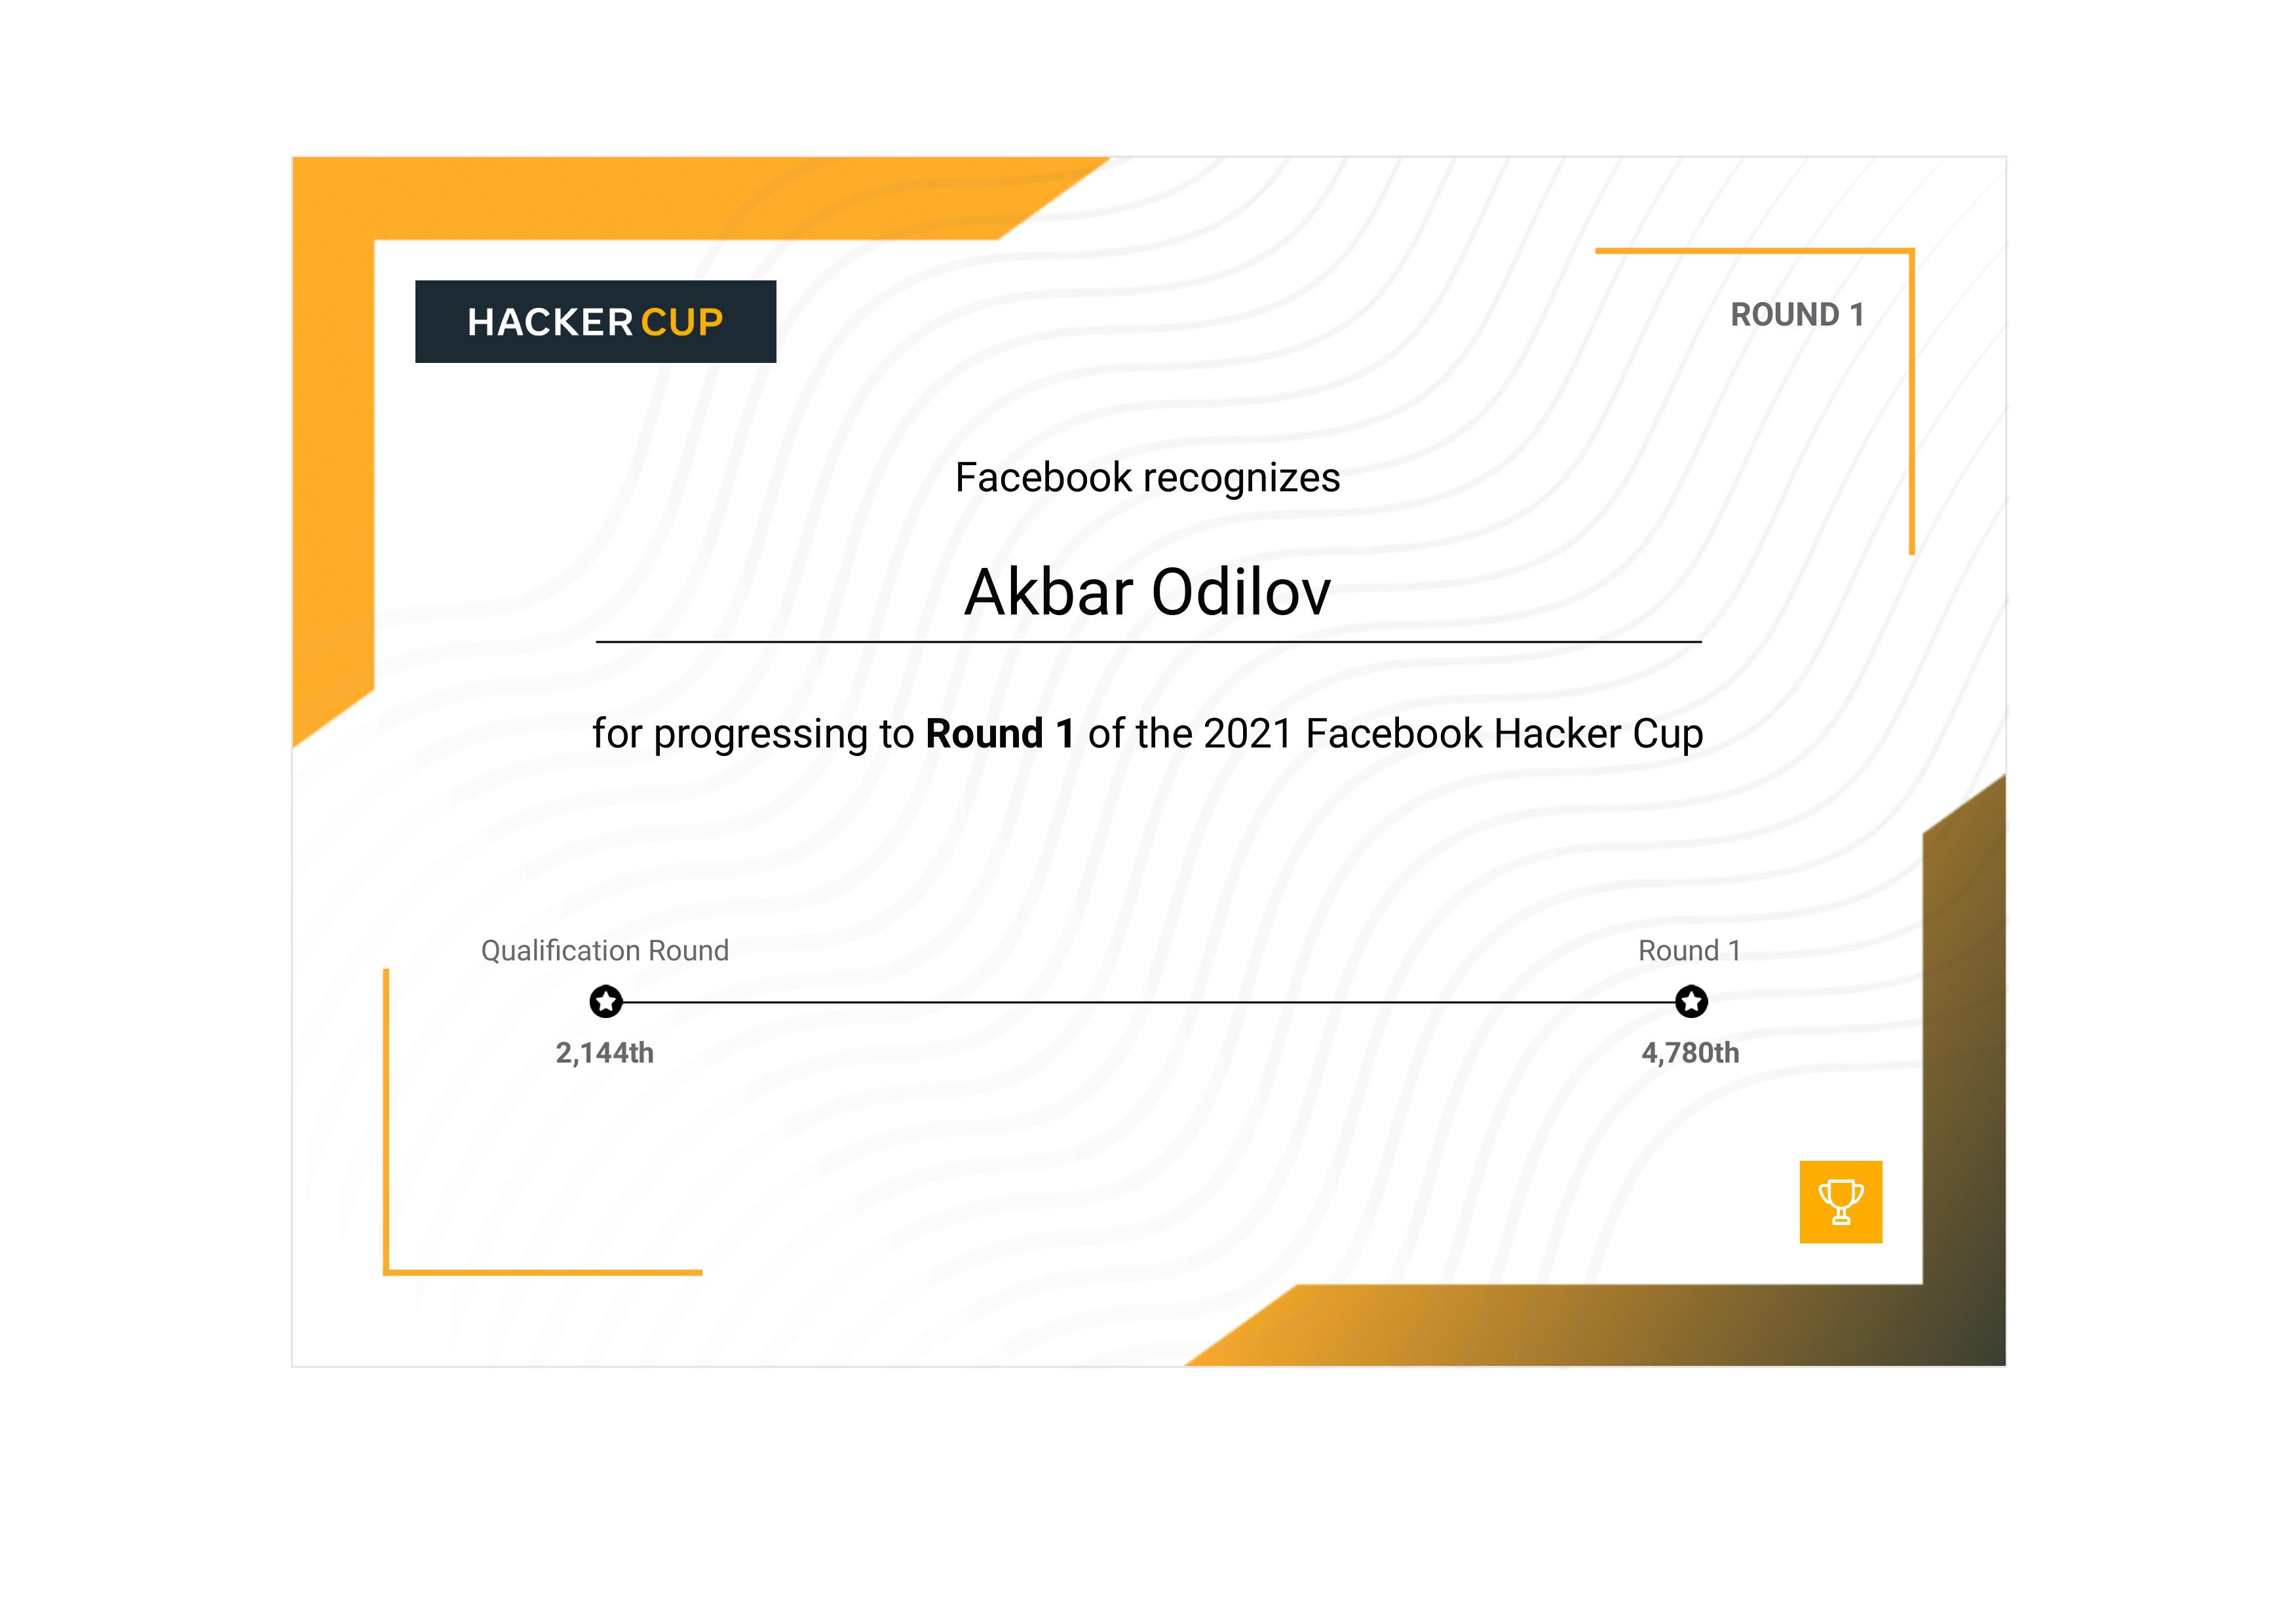 HACKER CUP
ROUND 1
Facebook recognizes
Akbar Odilov
for progressing to Round 1 of the 2021 Facebook Hacker Cup
Qualification Round
Round 1
2,144th
4,780th